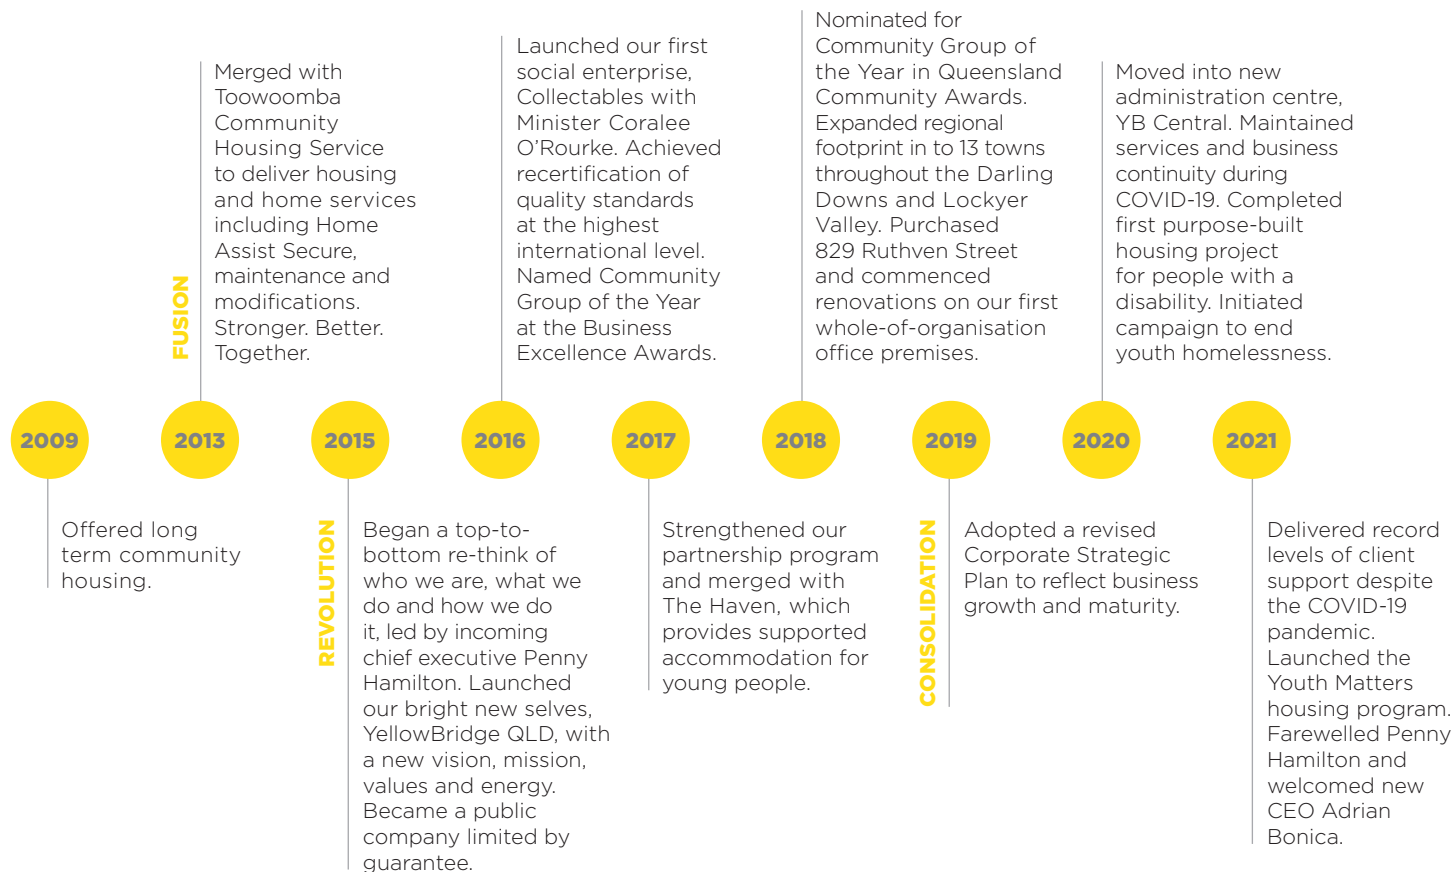 2009
Offered long
term community
housing.
FUSION
2013
Merged with
Toowoomba
Community
Housing Service
to deliver housing
and home services
including Home
Assist Secure,
maintenance and
modifications.
Stronger. Better.
Together.
REVOLUTION
2015
Began a top-to-
bottom re-think of
who we are, what we
do and how we do
it, led by incoming
chief executive Penny
Hamilton. Launched
our bright new selves,
YellowBridge QLD, with
a new vision, mission,
values and energy.
Became a public
company limited by
guarantee.
2016
Launched our first
social enterprise,
Collectables with
Minister Coralee
O’Rourke. Achieved
recertification of
quality standards
at the highest
international level.
Named Community
Group of the Year
at the Business
Excellence Awards.
2017
Strengthened our
partnership program
and merged with
The Haven, which
provides supported
accommodation for
young people.
2018
Nominated for
Community Group of
the Year in Queensland
Community Awards.
Expanded regional
footprint in to 13 towns
throughout the Darling
Downs and Lockyer
Valley. Purchased
829 Ruthven Street
and commenced
renovations on our first
whole-of-organisation
office premises.
CONSOLIDATION
2019
Adopted a revised
Corporate Strategic
Plan to reflect business
growth and maturity.
2020
Moved into new
administration centre,
YB Central. Maintained
services and business
continuity during
COVID-19. Completed
first purpose-built
housing project
for people with a
disability. Initiated
campaign to end
youth homelessness.
2021
Delivered record
levels of client
support despite
the COVID-19
pandemic.
Launched the
Youth Matters
housing program.
Farewelled Penny
Hamilton and
welcomed new
CEO Adrian
Bonica.